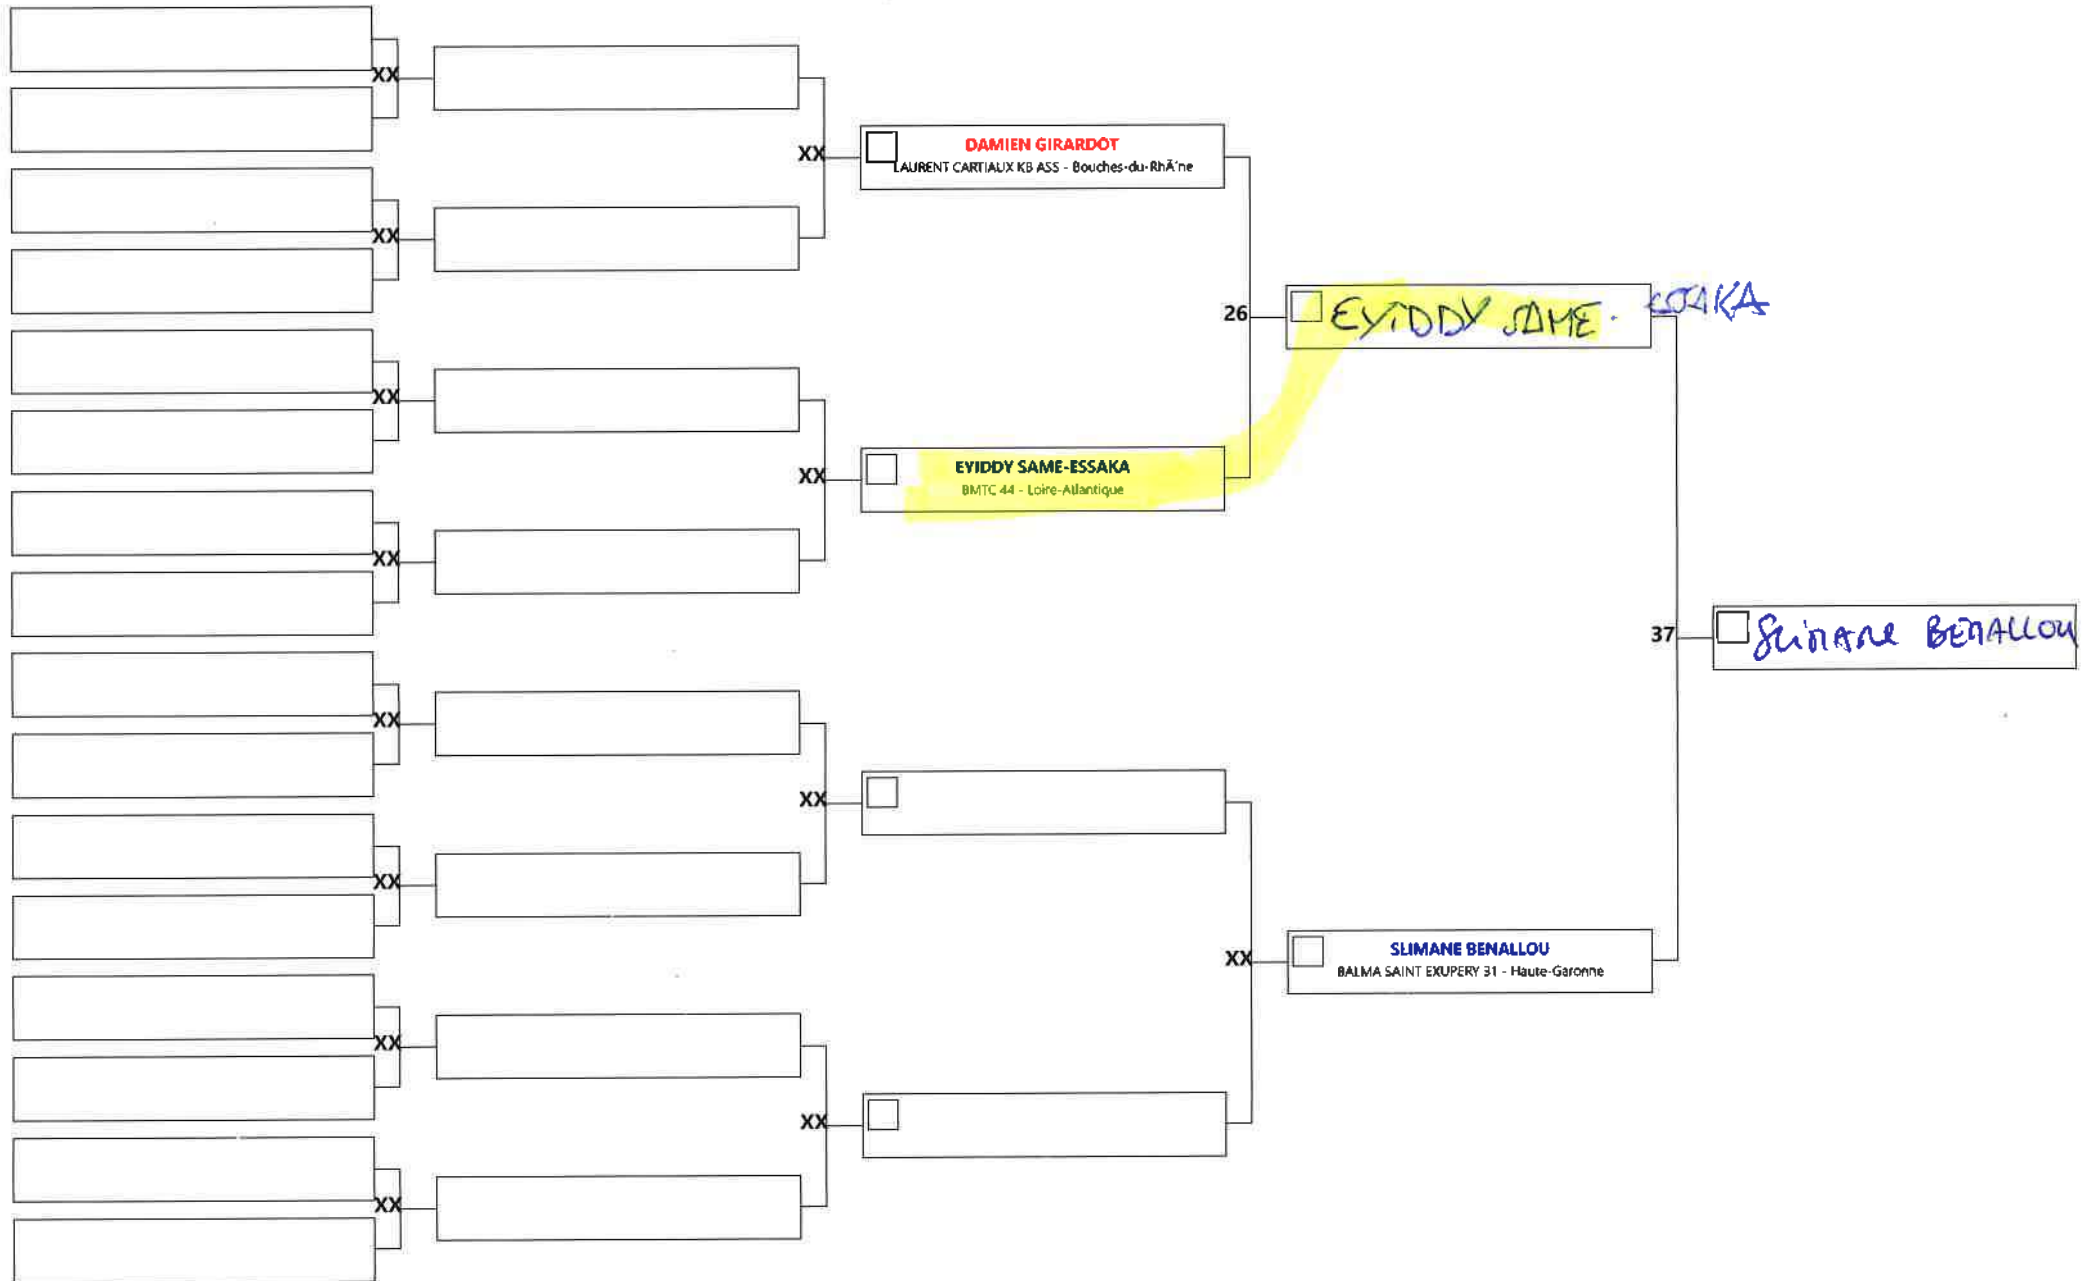 XX
XX
DAMIEN GIRARDOT
LAURENT CARTIAUX KB ASS - Bouches-du-RhÃ´ne
XX
XX
26
EYIDDY SAME. ESSAKA
XX
XX
EYIDDY SAME-ESSAKA
BMTC 44 - Loire-Atlantique
XX
37
Slimane BENALLOU
XX
XX
XX
XX
SLIMANE BENALLOU
BALMA SAINT EXUPERY 31 - Haute-Garonne
XX
XX
XX